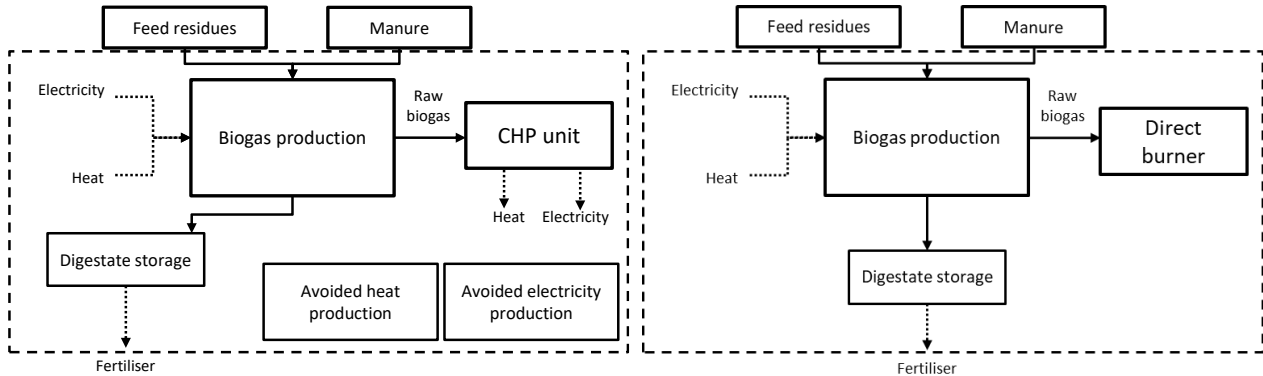 Feed residues
Manure
Electricity
Heat
Biogas production
Raw
biogas
CHP unit
Heat
Electricity
Digestate storage
Avoided heat
production
Avoided electricity
production
Fertiliser
Feed residues
Manure
Electricity
Heat
Biogas production
Raw
biogas
Direct
burner
Digestate storage
Fertiliser